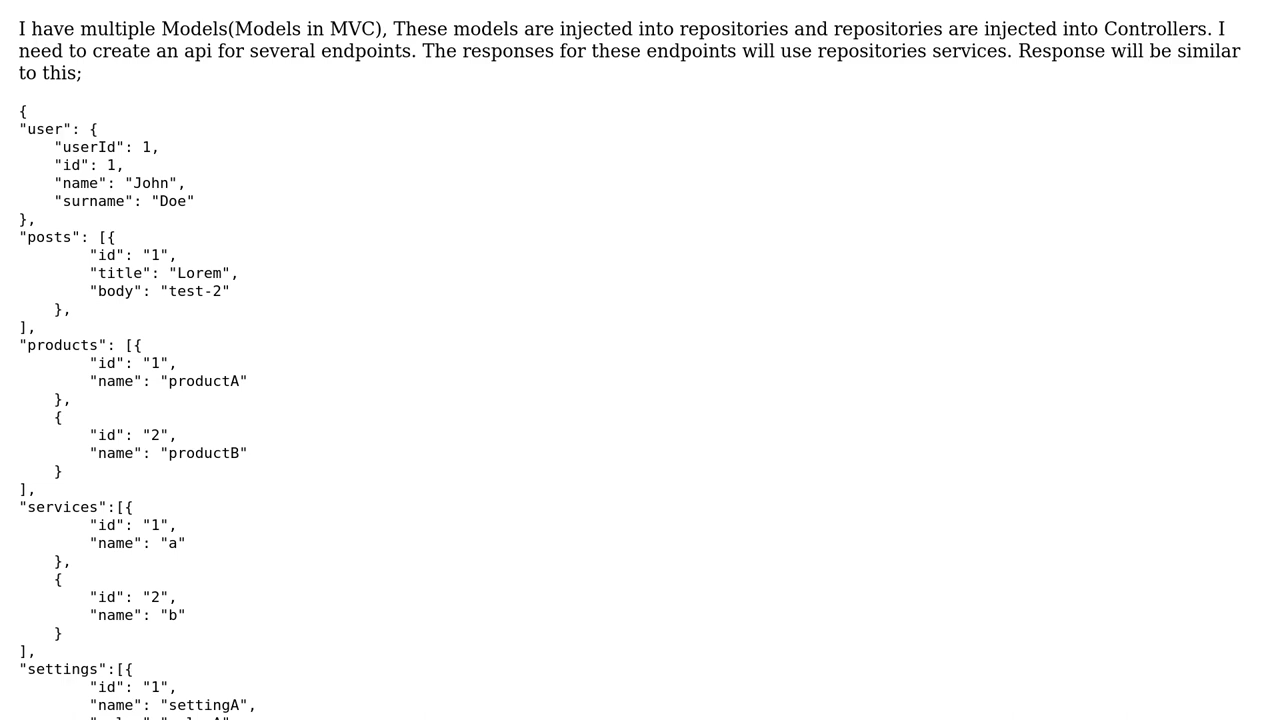 I have multiple Models(Models in MVC), These models are injected into repositories and repositories are injected into Controllers. I
need to create an api for several endpoints. The responses for these endpoints will use repositories services. Response will be similar
to this;
{
"user": {
    "userId": 1,
    "id": 1,
    "name": "John",
    "surname": "Doe"
},
"posts": [{
        "id": "1",
        "title": "Lorem",
        "body": "test-2"
    },
],
"products": [{
        "id": "1",
        "name": "productA"
    },
    {
        "id": "2",
        "name": "productB"
    }
],
"services":[{
        "id": "1",
        "name": "a"
    },
    {
        "id": "2",
        "name": "b"
    }
],
"settings":[{
        "id": "1",
        "name": "settingA",